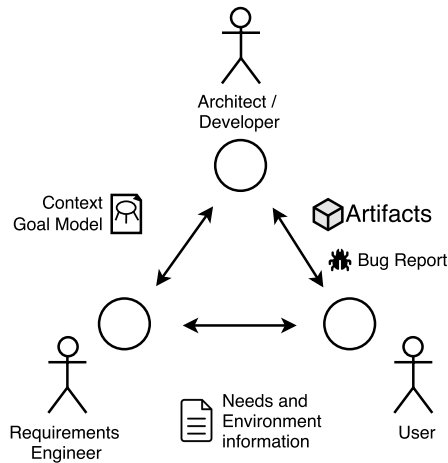 Architect /
Developer
Context
Goal Model
Artifacts
Bug Report
Needs and
Environment
information
Requirements
Engineer
User